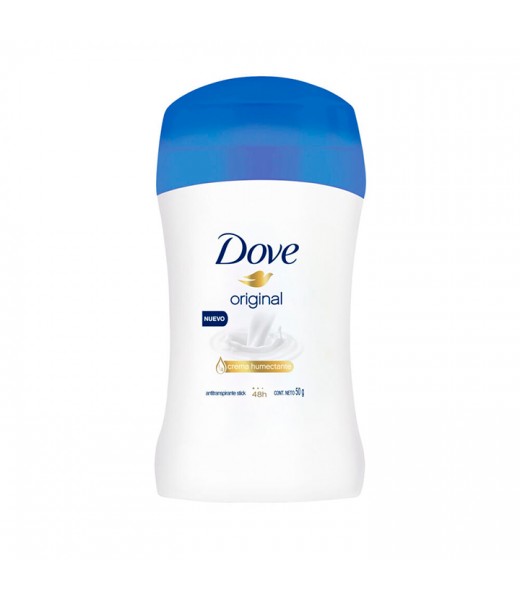 Dove
original
NUEVO
crema humectante
antitranspirante stick 48h CONT. NETO 50 g